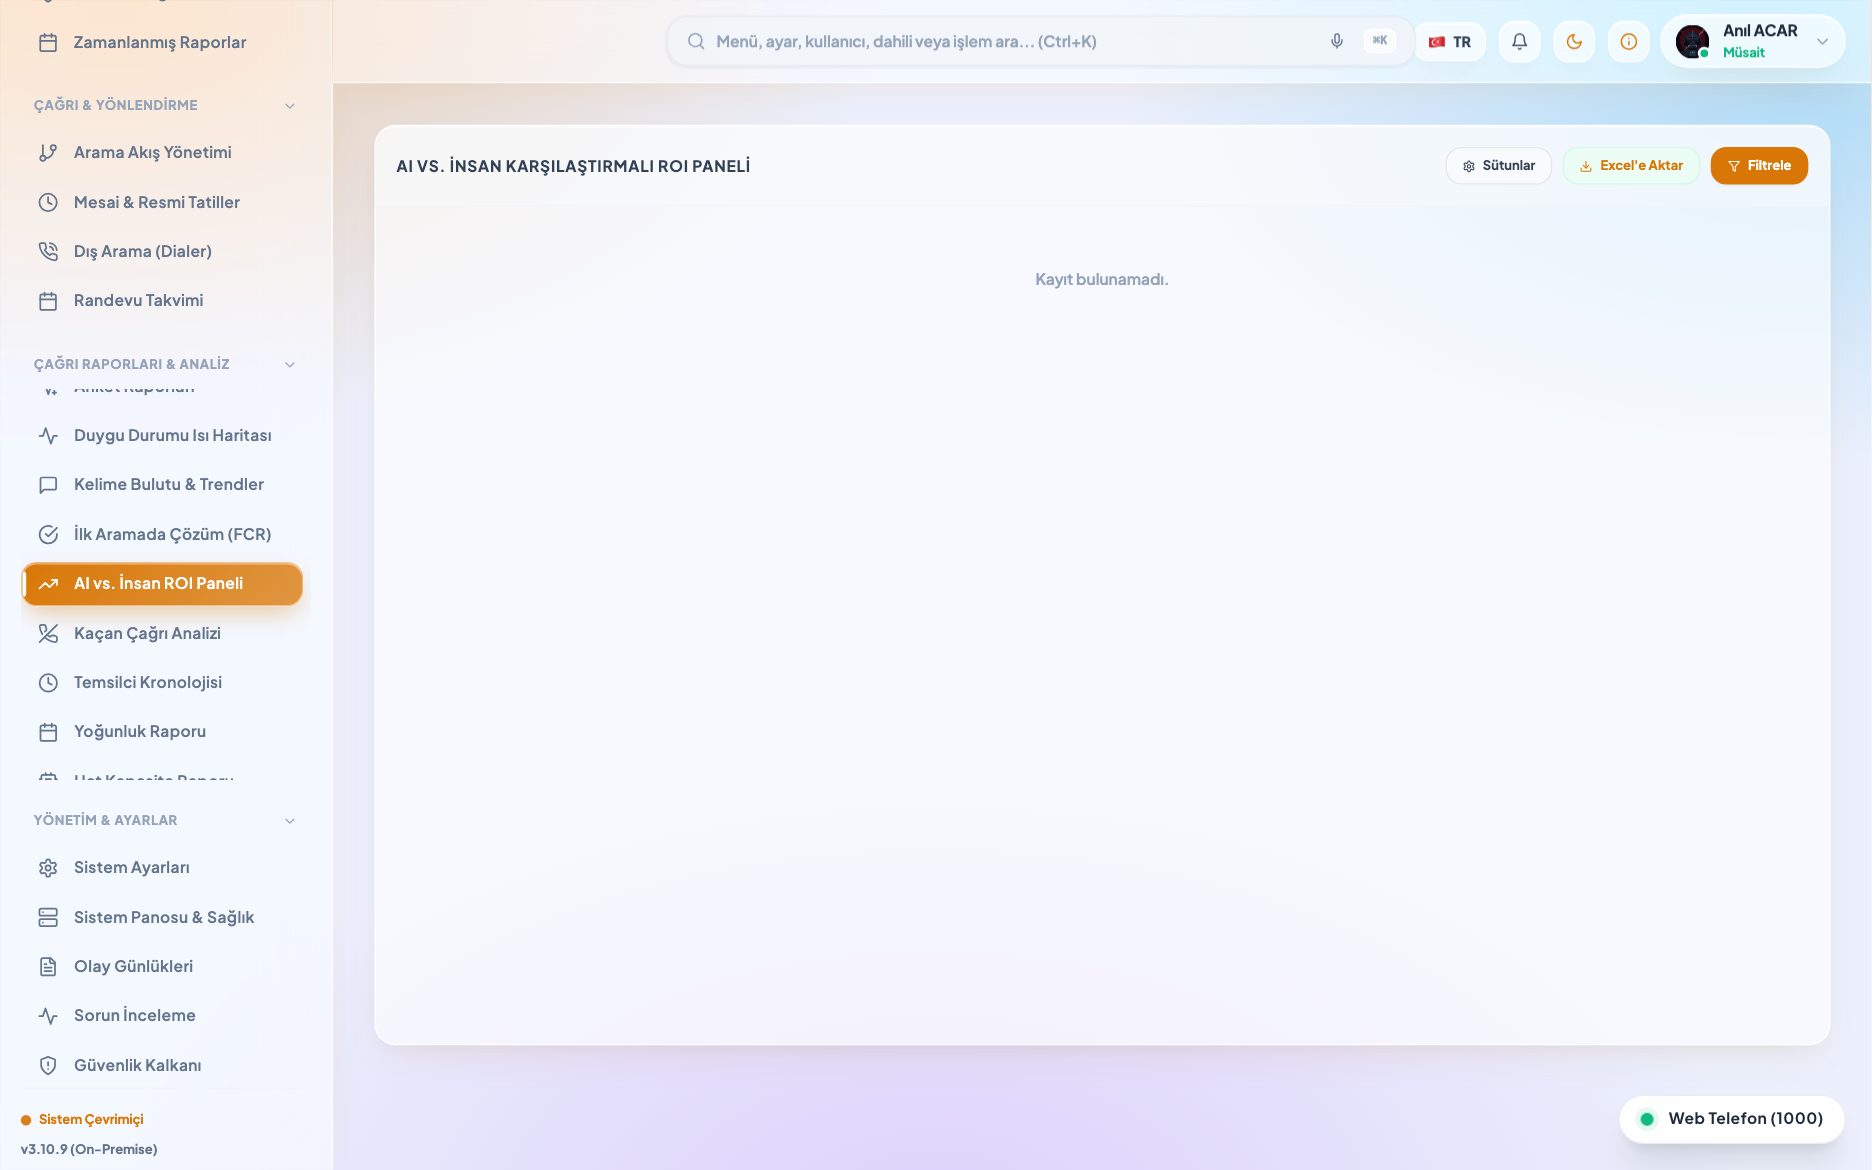 Zamanlanmış Raporlar
ÇAĞRI & YÖNLENDİRME
Arama Akış Yönetimi
Mesai & Resmi Tatiller
Dış Arama (Dialer)
Randevu Takvimi
ÇAĞRI RAPORLARI & ANALİZ
Duygu Durumu Isı Haritası
Kelime Bulutu & Trendler
İlk Aramada Çözüm (FCR)
AI vs. İnsan ROI Paneli
Kaçan Çağrı Analizi
Temsilci Kronolojisi
Yoğunluk Raporu
YÖNETİM & AYARLAR
Sistem Ayarları
Sistem Panosu & Sağlık
Olay Günlükleri
Sorun İnceleme
Güvenlik Kalkanı
Sistem Çevrimiçi
v3.10.9 (On-Premise)
Menü, ayar, kullanıcı, dahili veya işlem ara... (Ctrl+K)
⌘K
TR
Anıl ACAR
Müsait
AI VS. İNSAN KARŞILAŞTIRMALI ROI PANELİ
Sütunlar
Excel'e Aktar
Filtrele
Kayıt bulunamadı.
Web Telefon (1000)